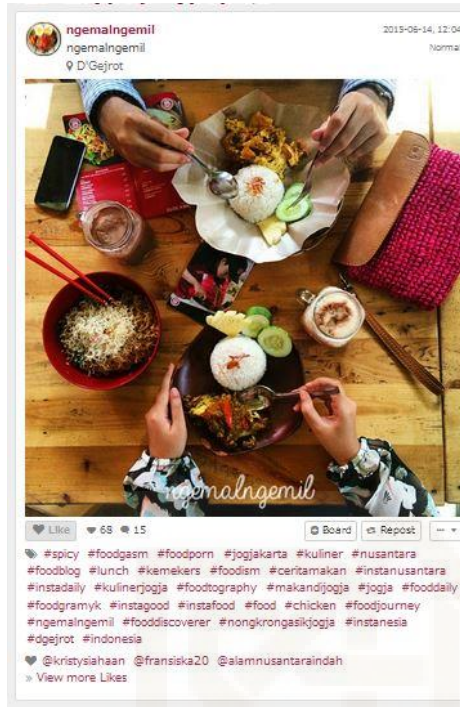 ngemalngemil
2015-06-14, 12:04
ngemalngemil
Normal
D'Gejrot
ngemalngemil
Like 68 15 Board Repost
#spicy #foodgasm #foodporn #jogjakarta #kuliner #nusantara
#foodblog #lunch #kemekers #foodism #ceritamakan #instanusantara
#instadaily #kulinerjogja #foodtography #makandijogja #jogja #fooddaily
#foodgramyk #instagood #instafood #food #chicken #foodjourney
#ngemalngemil #fooddiscoverer #nongkrongasikjogja #instanesia
#dgejrot #indonesia
@kristysiahaan @fransiska20 @alamnusantaraindah
» View more Likes